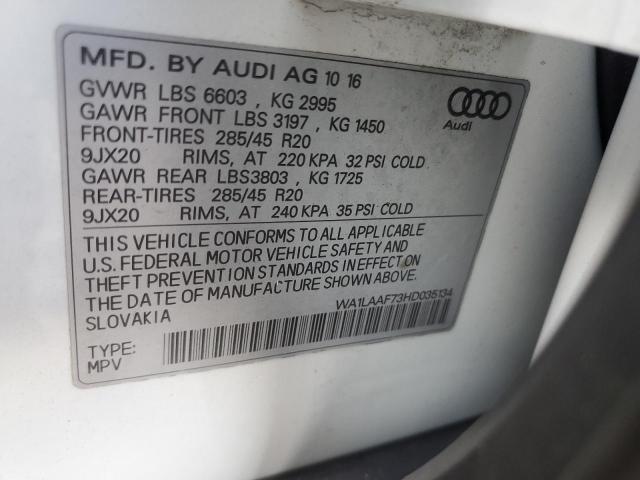 MFD. BY AUDI AG 10 16
GVWR LBS 6603 , KG 2995
GAWR FRONT LBS 3197 , KG 1450
FRONT-TIRES 285/45 R20
9JX20 RIMS, AT 220 KPA 32 PSI COLD
GAWR REAR LBS3803 , KG 1725
REAR-TIRES 285/45 R20
9JX20 RIMS, AT 240 KPA 35 PSI COLD
Audi
THIS VEHICLE CONFORMS TO ALL APPLICABLE
U.S. FEDERAL MOTOR VEHICLE SAFETY AND
THEFT PREVENTION STANDARDS IN EFFECT ON
THE DATE OF MANUFACTURE SHOWN ABOVE.
SLOVAKIA WA1LAAF73HD035134
TYPE:
MPV